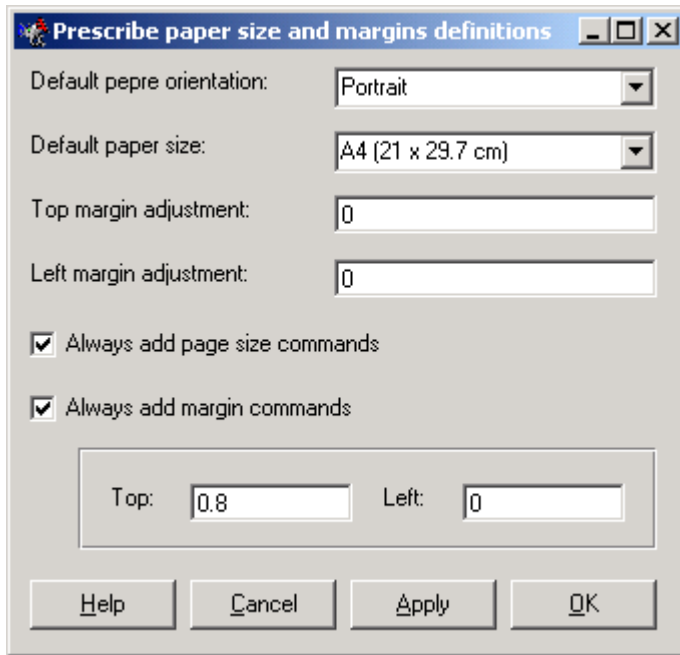 Prescribe paper size and margins definitions
Default pepre orientation: Portrait
Default paper size: A4 (21 x 29.7 cm)
Top margin adjustment: 0
Left margin adjustment: 0
Always add page size commands
Always add margin commands
Top: 0.8 Left: 0
Help Cancel Apply OK